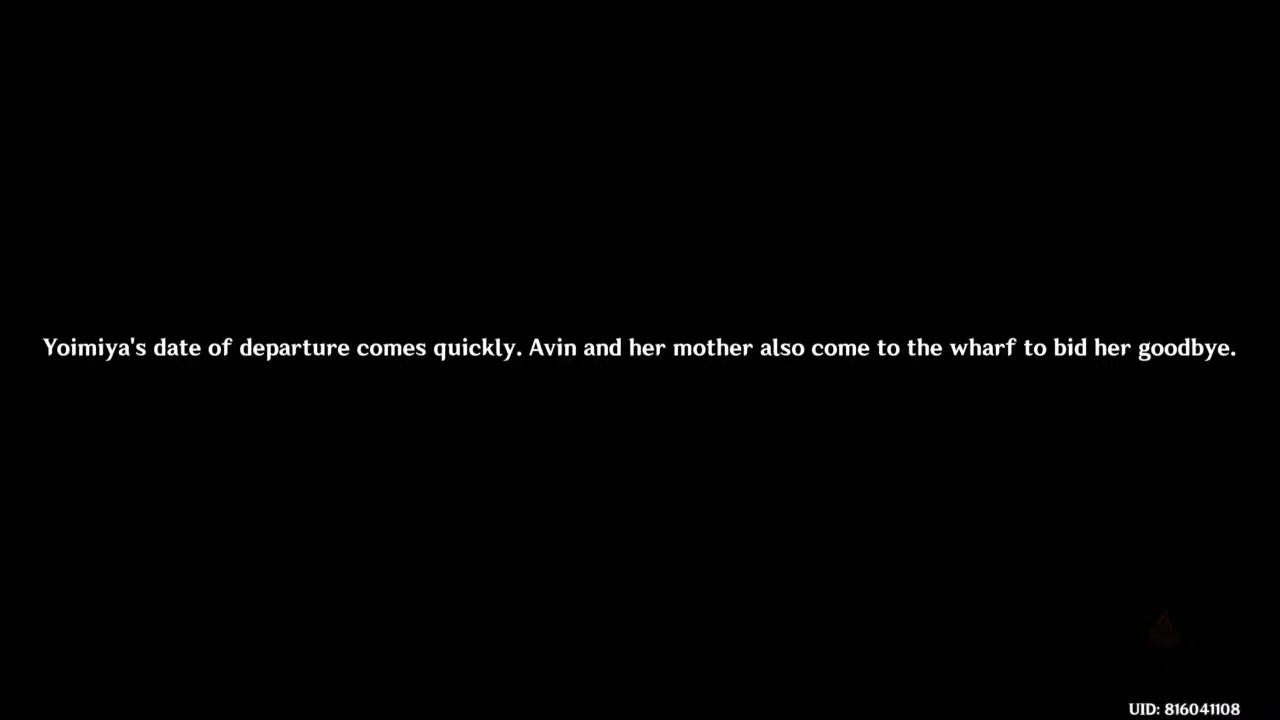 Yoimiya's date of departure comes quickly. Avin and her mother also come to the wharf to bid her goodbye.
UID: 816041108